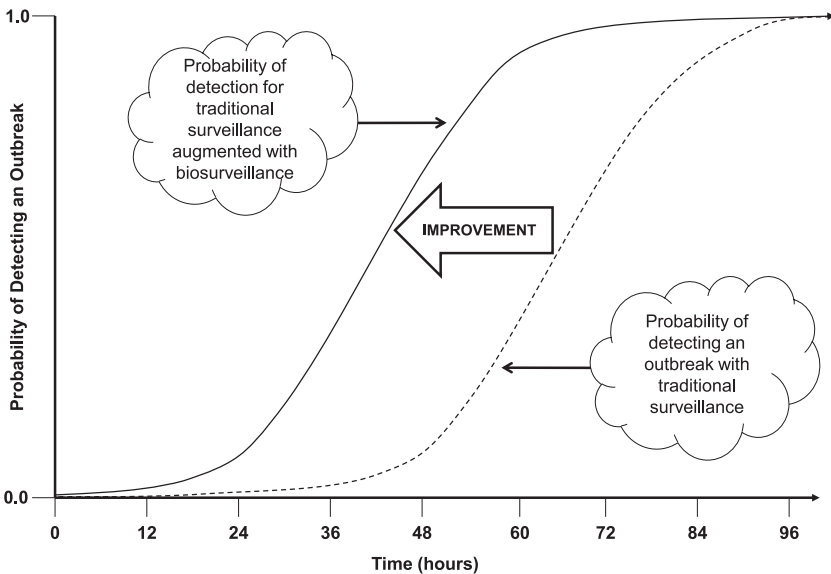 1.0
Probability of
detection for
traditional
surveillance
augmented with
biosurveillance
Probability of Detecting an Outbreak
IMPROVEMENT
Probability of
detecting an
outbreak with
traditional
surveillance
0.0
0 12 24 36 48 60 72 84 96
Time (hours)